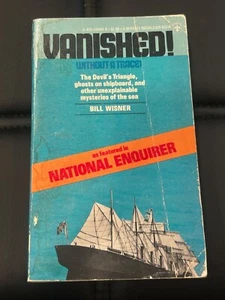 VANISHED!
WITHOUT A TRACE!
The Devil's Triangle,
ghosts on shipboard, and
other unexplainable
mysteries of the sea
BILL WISNER
as featured in
NATIONAL ENQUIRER